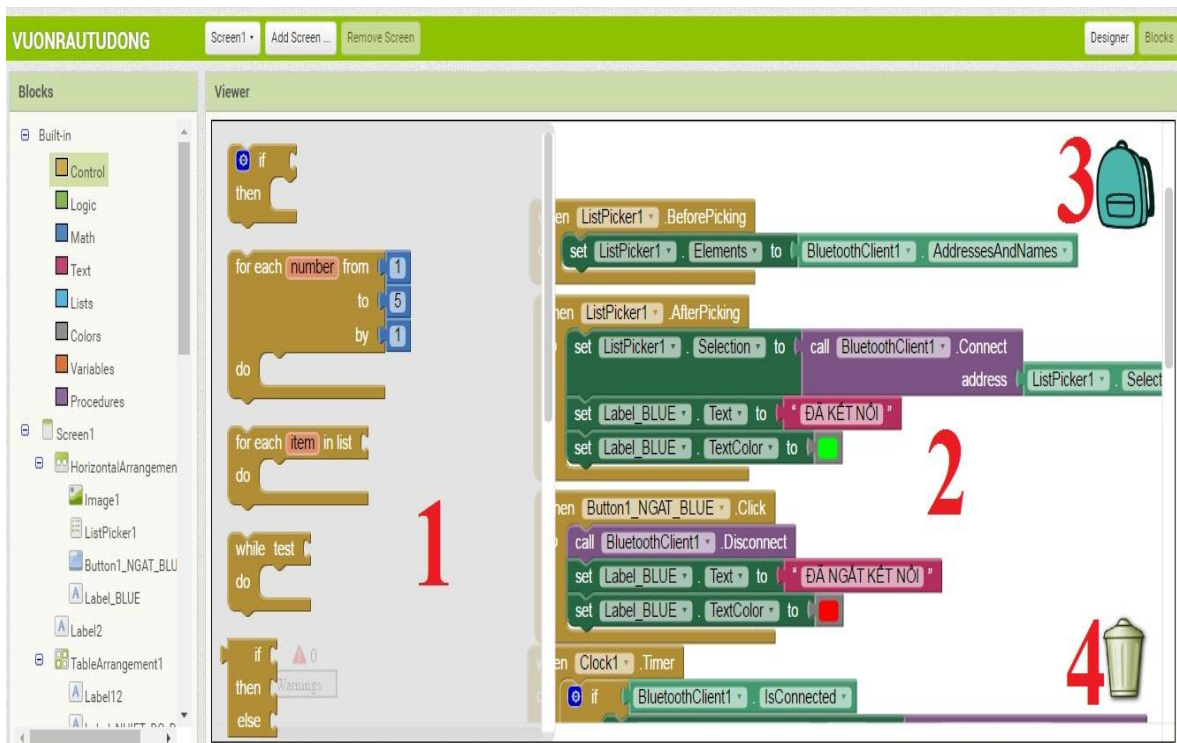 VUONRAUTUDONG
Screen1
Add Screen ...
Remove Screen
Designer
Blocks
Blocks
Viewer
Built-in
Control
Logic
Math
Text
Lists
Colors
Variables
Procedures
Screen1
HorizontalArrangemen
Image1
ListPicker1
Button1_NGAT_BLU
Label_BLUE
Label2
TableArrangement1
Label12
if
then
for each number from 1
to 5
by 1
do
for each item in list
do
while test
do
if
then
else
0
Warnings
1
ListPicker1 .BeforePicking
set ListPicker1 . Elements to BluetoothClient1 . AddressesAndNames
ListPicker1 .AfterPicking
set ListPicker1 . Selection to call BluetoothClient1 .Connect
address ListPicker1 . Select
set Label_BLUE . Text to " ĐÃ KẾT NỐI "
set Label_BLUE . TextColor to
Button1_NGAT_BLUE .Click
call BluetoothClient1 .Disconnect
set Label_BLUE . Text to " ĐÃ NGẮT KẾT NỐI "
set Label_BLUE . TextColor to
Clock1 .Timer
if BluetoothClient1 . IsConnected
2
3
4